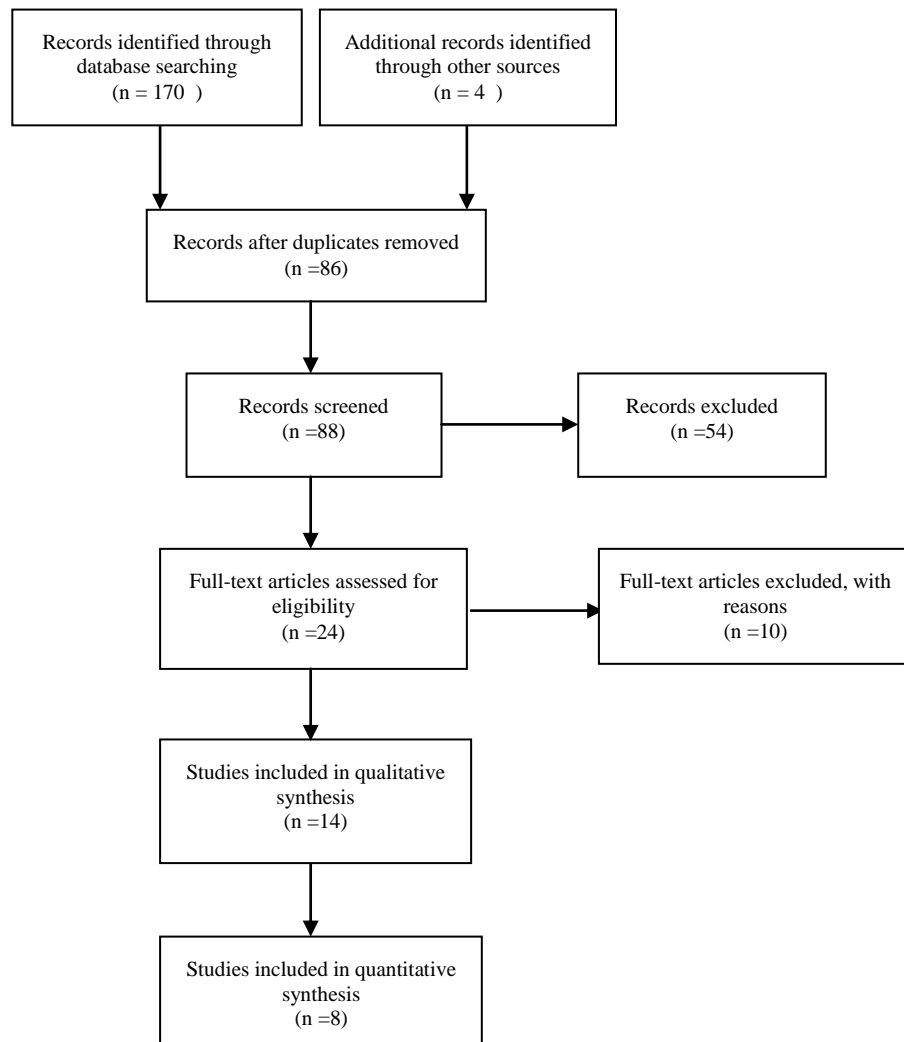 Records identified through
database searching
(n = 170  )
Additional records identified
through other sources
(n = 4  )
Records after duplicates removed
(n =86)
Records screened
(n =88)
Records excluded
(n =54)
Full-text articles assessed for
eligibility
(n =24)
Full-text articles excluded, with
reasons
(n =10)
Studies included in qualitative
synthesis
(n =14)
Studies included in quantitative
synthesis
(n =8)